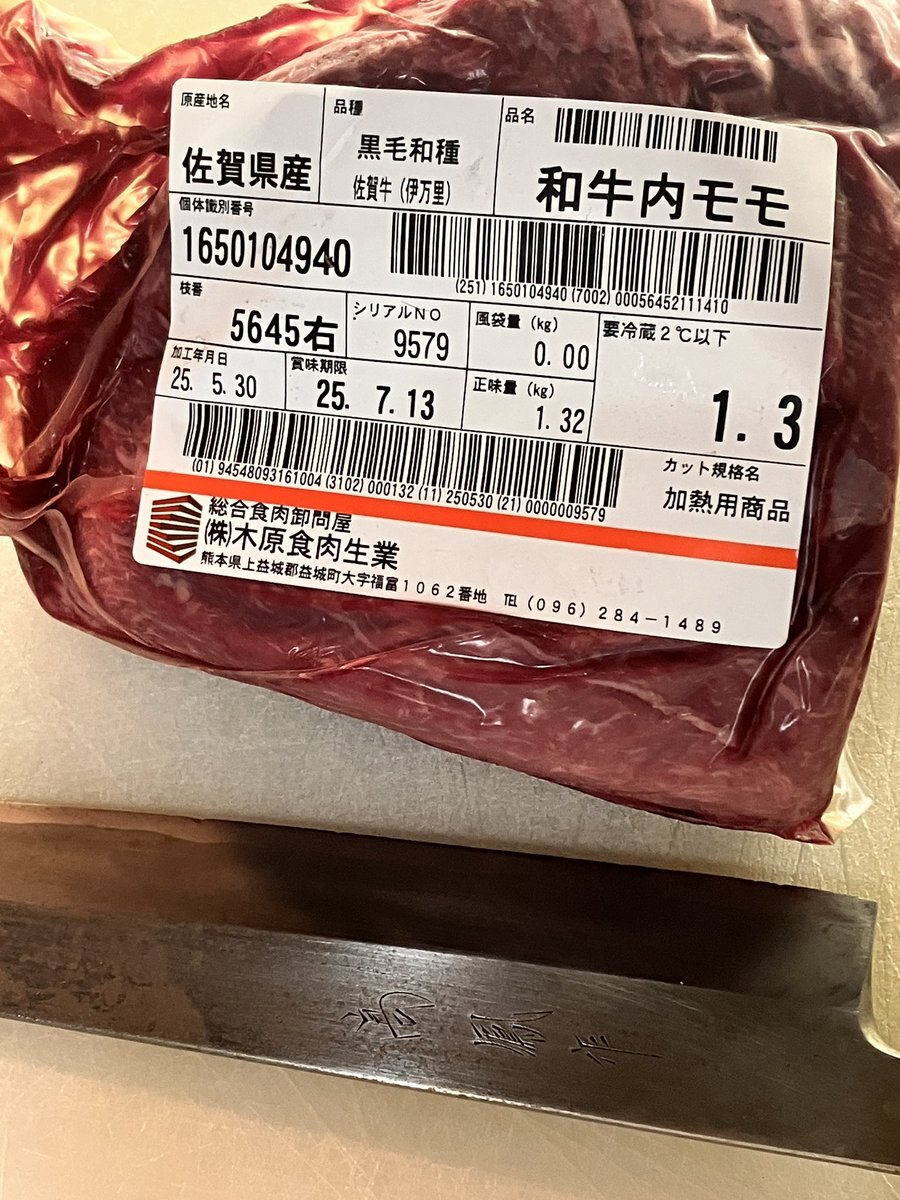 原産地名
佐賀県産
品種
黒毛和種
佐賀牛（伊万里）
品名
和牛内モモ
個体識別番号
1650104940
(251) 1650104940 (7002) 00056452111410
枝番
5645右
シリアルNO
9579
風袋量（kg）
0.00
要冷蔵2℃以下
加工年月日
25. 5.30
賞味期限
25. 7.13
正味量（kg）
1.32
1.3
(01) 94548093161004 (3102) 000132 (11) 250530 (21) 0000009579
カット規格名
加熱用商品
総合食肉卸問屋
(株)木原食肉生業
熊本県上益城郡益城町大字福富1062番地 ℡(096)284-1489